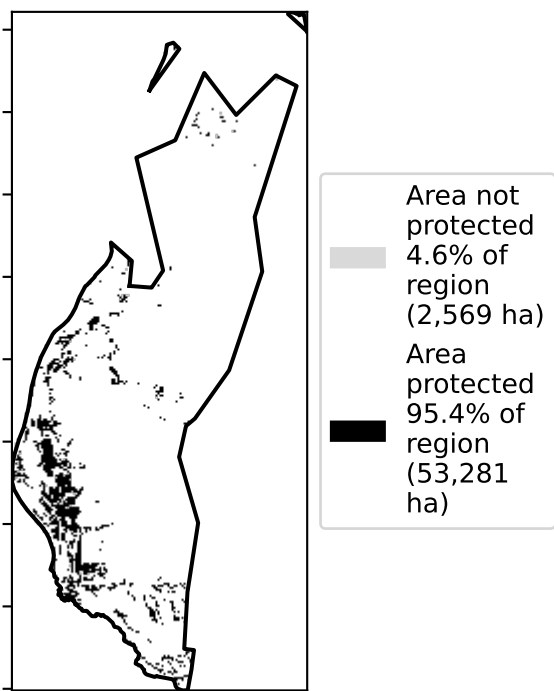 Area not
protected
4.6% of
region
(2,569 ha)
Area
protected
95.4% of
region
(53,281
ha)